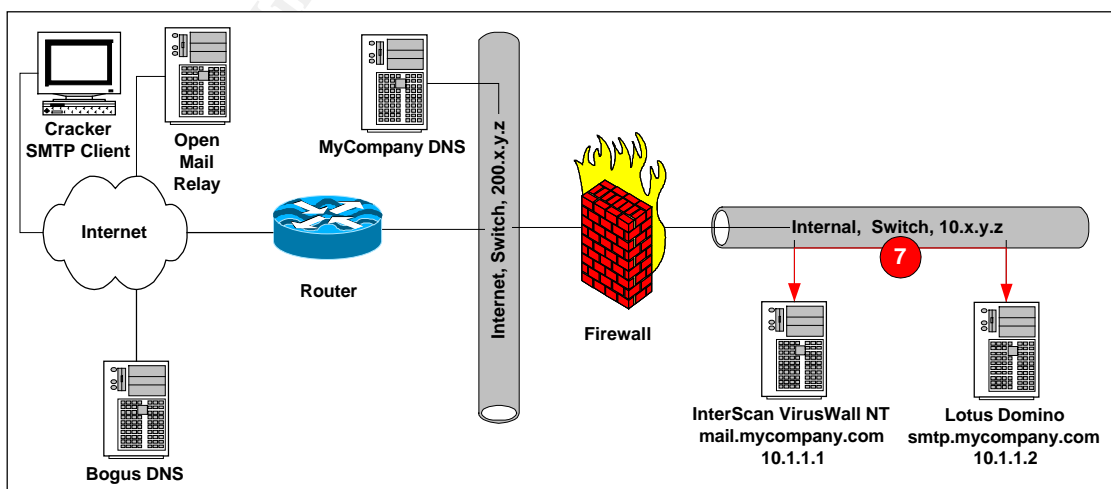 Cracker
SMTP Client
Open
Mail
Relay
MyCompany DNS
Internet
Router
Internet, Switch, 200.x.y.z
Firewall
Internal, Switch, 10.x.y.z
7
Bogus DNS
InterScan VirusWall NT
mail.mycompany.com
10.1.1.1
Lotus Domino
smtp.mycompany.com
10.1.1.2